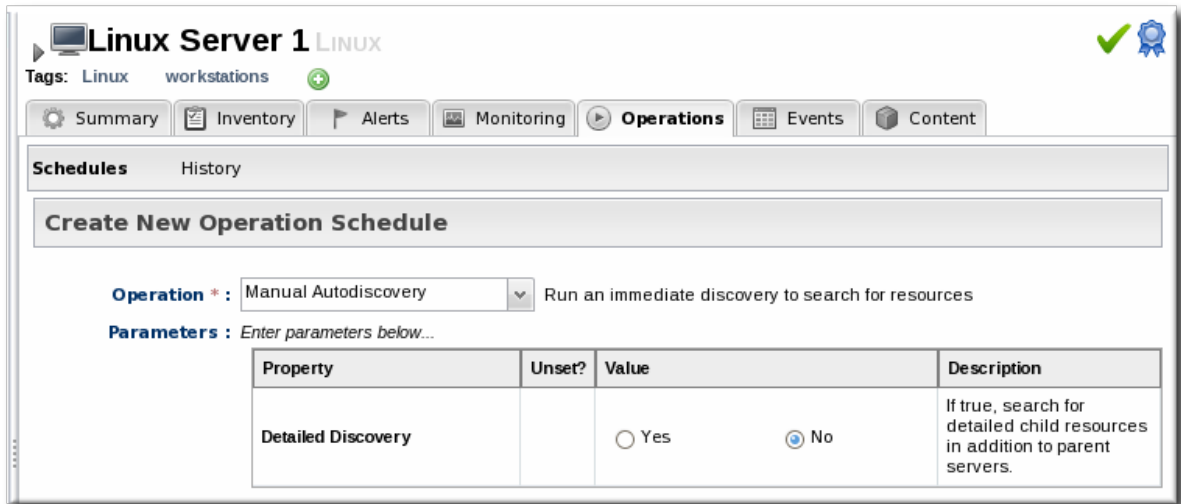 Linux Server 1 LINUX
Tags: Linux workstations
Summary Inventory Alerts Monitoring Operations Events Content
Schedules History
Create New Operation Schedule
Operation * : Manual Autodiscovery Run an immediate discovery to search for resources
Parameters : Enter parameters below...
Property Unset? Value Description
Detailed Discovery Yes No
If true, search for
detailed child resources
in addition to parent
servers.